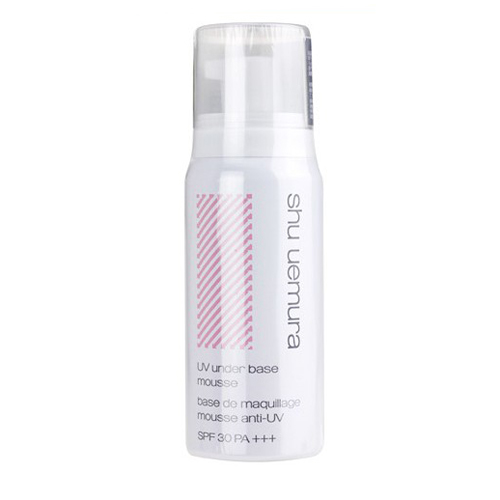 shu uemura
UV under base
mousse
base de maquillage
mousse anti-UV
SPF 30 PA +++